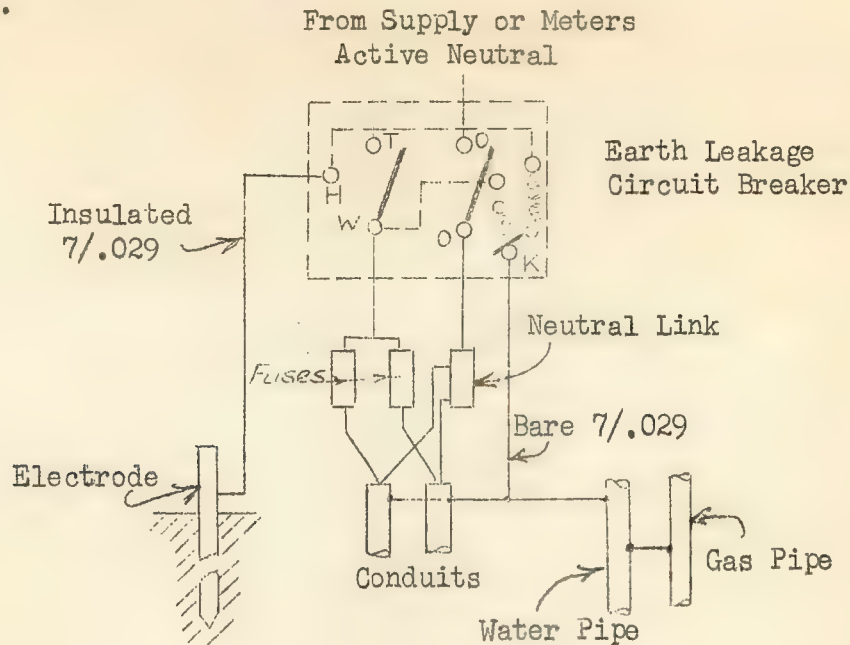 From Supply or Meters
Active Neutral
Earth Leakage
Circuit Breaker
T
O
H
W
O
K
Insulated
7/.029
Neutral Link
Fuses
Bare 7/.029
Electrode
Conduits
Gas Pipe
Water Pipe